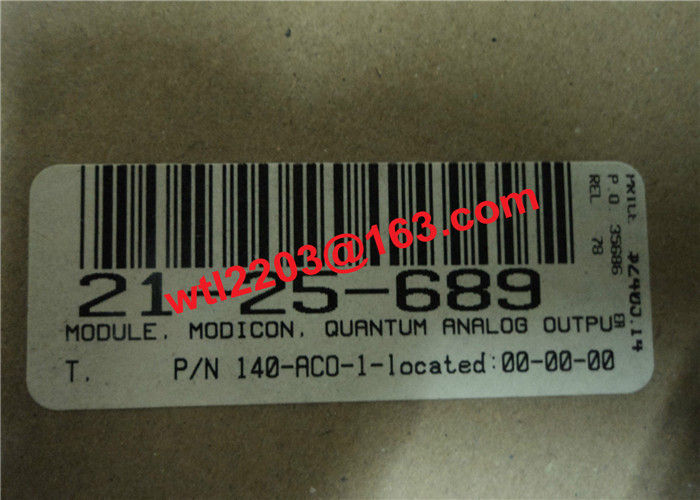 21-25-689
MODULE, MODICON, QUANTUM ANALOG OUTPU
T. P/N 140-ACO-1-located:00-00-00
P.O. 35686
REL 78
EA
wtl2203@163.com